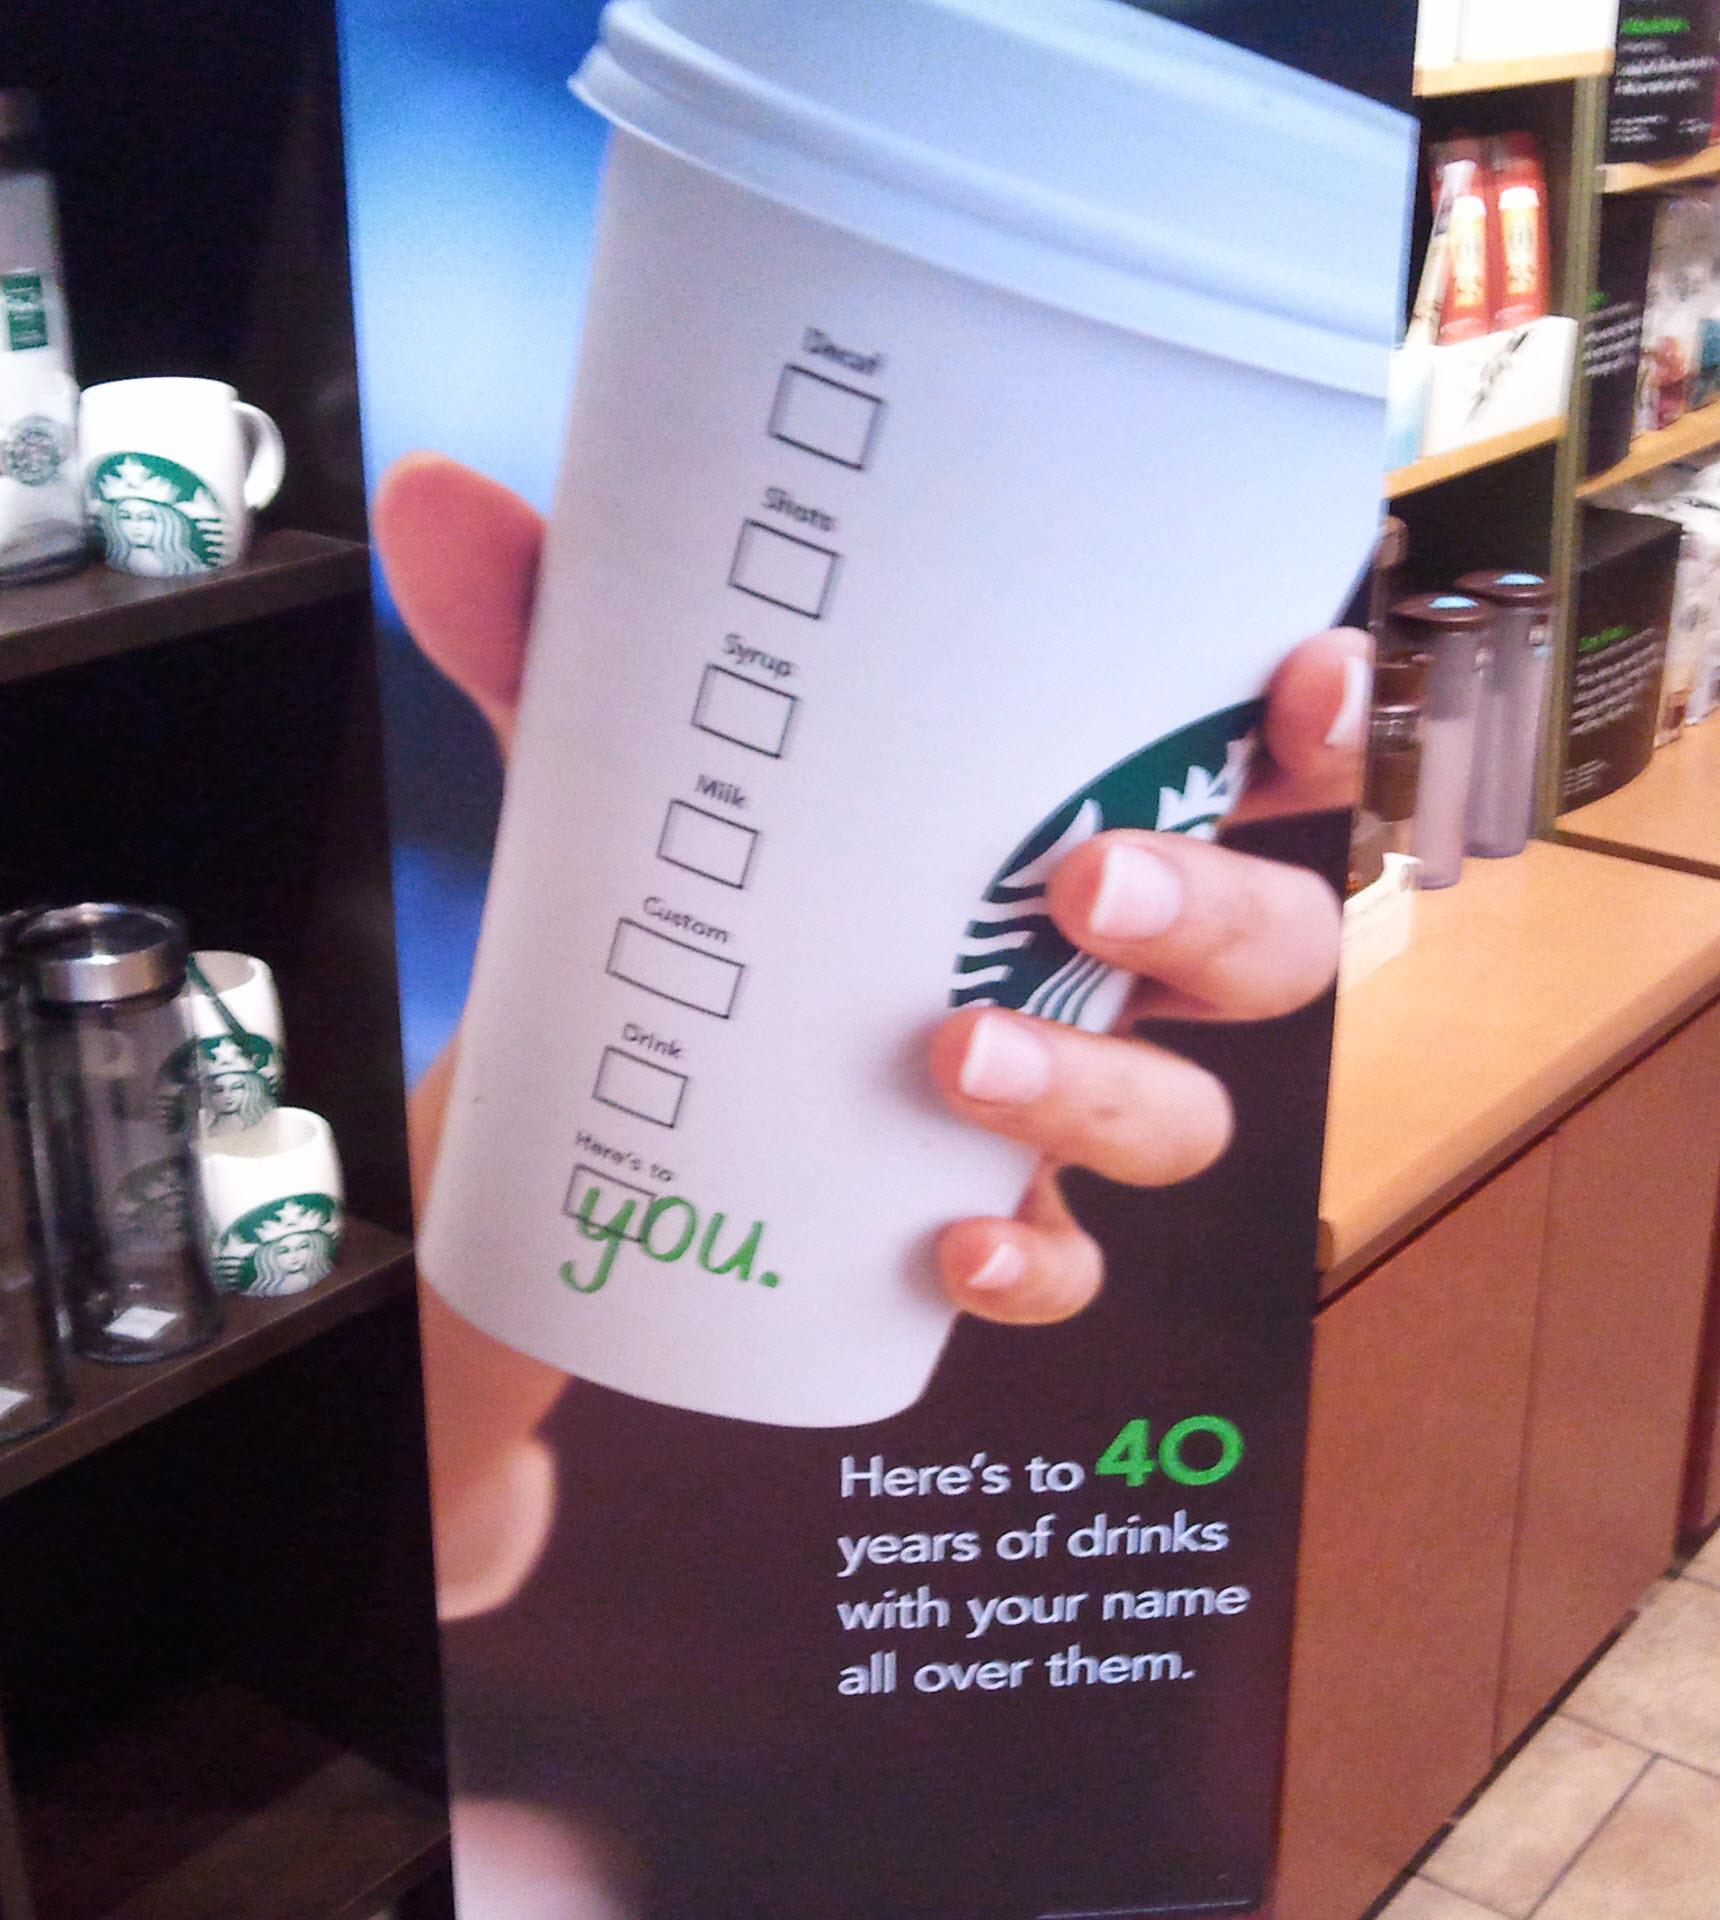 Decaf
Shots
Syrup
Milk
Custom
Drink
Here's to
you.
Here's to 40
years of drinks
with your name
all over them.